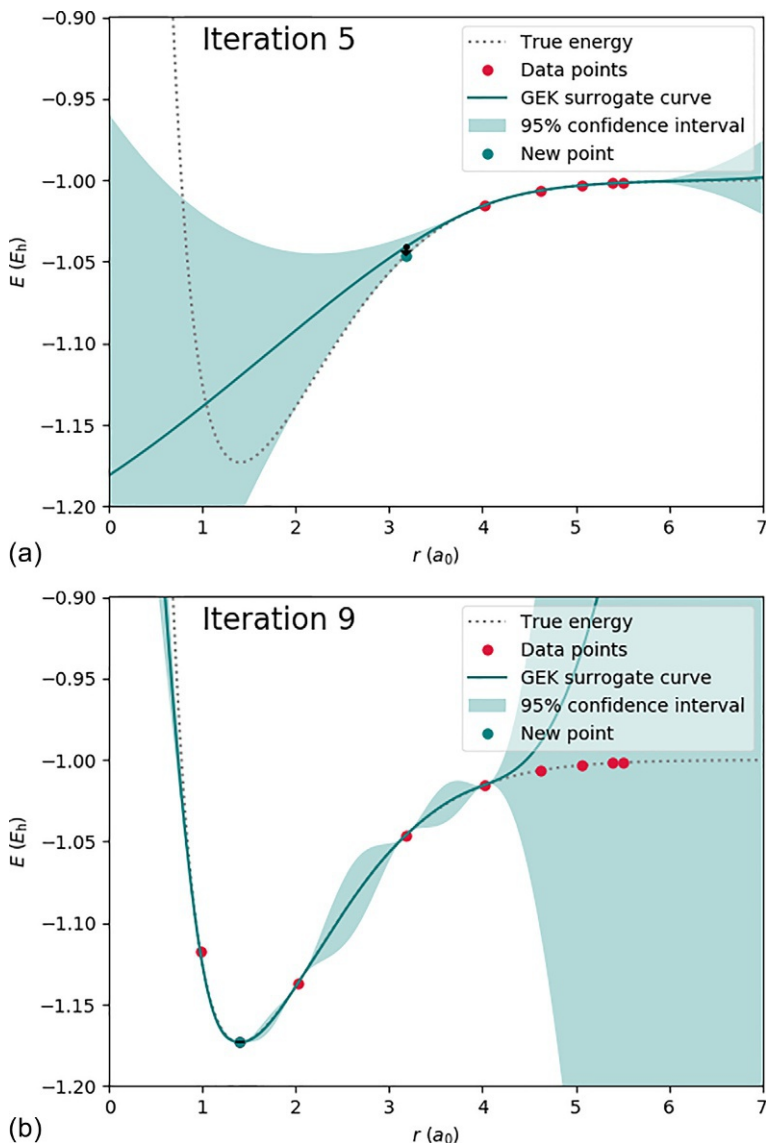 −0.90
Iteration 5
True energy
Data points
GEK surrogate curve
95% confidence interval
New point
−0.95
−1.00
−1.05
−1.10
−1.15
−1.20
E (Eh)
0 1 2 3 4 5 6 7
r (a0)
(a)
−0.90
Iteration 9
True energy
Data points
GEK surrogate curve
95% confidence interval
New point
−0.95
−1.00
−1.05
−1.10
−1.15
−1.20
E (Eh)
0 1 2 3 4 5 6 7
r (a0)
(b)